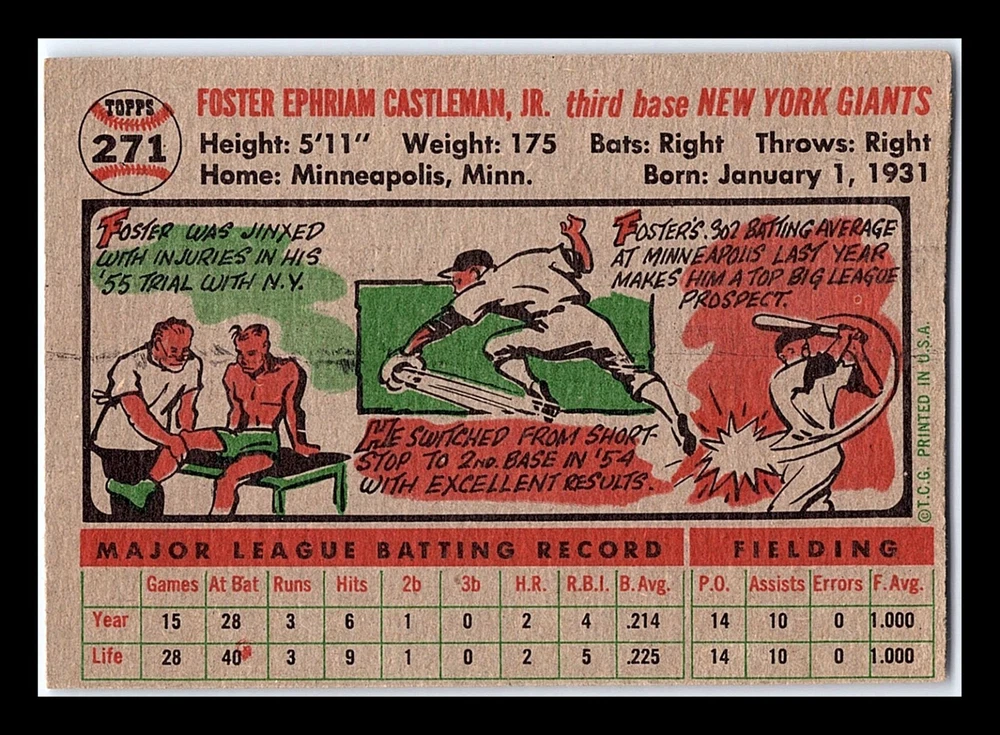 TOPPS
271
FOSTER EPHRIAM CASTLEMAN, JR. third base NEW YORK GIANTS
Height: 5'11" Weight: 175 Bats: Right Throws: Right
Home: Minneapolis, Minn. Born: January 1, 1931
FOSTER WAS JINXED
WITH INJURIES IN HIS
'55 TRIAL WITH N.Y.
HE SWITCHED FROM SHORT-
STOP TO 2ND. BASE IN '54
WITH EXCELLENT RESULTS.
FOSTER'S .302 BATTING AVERAGE
AT MINNEAPOLIS LAST YEAR
MAKES HIM A TOP BIG LEAGUE
PROSPECT.
©T.C.G. PRINTED IN U.S.A.
MAJOR LEAGUE BATTING RECORD FIELDING
Games At Bat Runs Hits 2b 3b H.R. R.B.I. B. Avg. P.O. Assists Errors F. Avg.
Year 15 28 3 6 1 0 2 4 .214 14 10 0 1.000
Life 28 40 3 9 1 0 2 5 .225 14 10 0 1.000